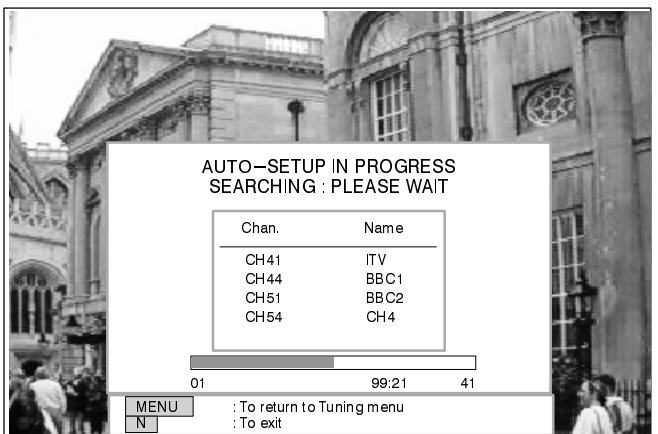 AUTO–SETUP IN PROGRESS
SEARCHING : PLEASE WAIT
Chan. Name
CH41 ITV
CH44 BBC1
CH51 BBC2
CH54 CH4
01 99:21 41
MENU : To return to Tuning menu
N : To exit